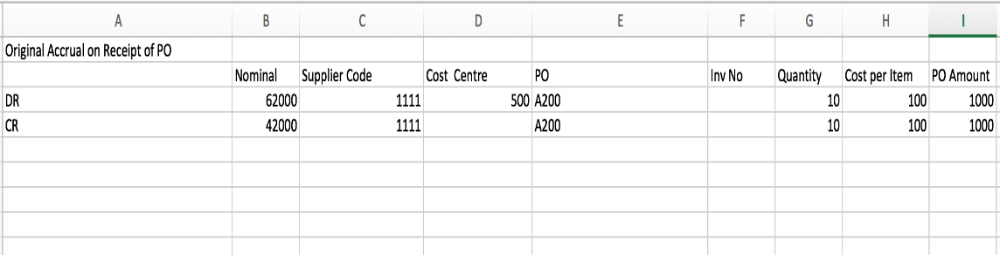 A B C D E F G H I
Original Accrual on Receipt of PO
Nominal Supplier Code Cost Centre PO Inv No Quantity Cost per Item PO Amount
DR 62000 1111 500 A200 10 100 1000
CR 42000 1111 A200 10 100 1000